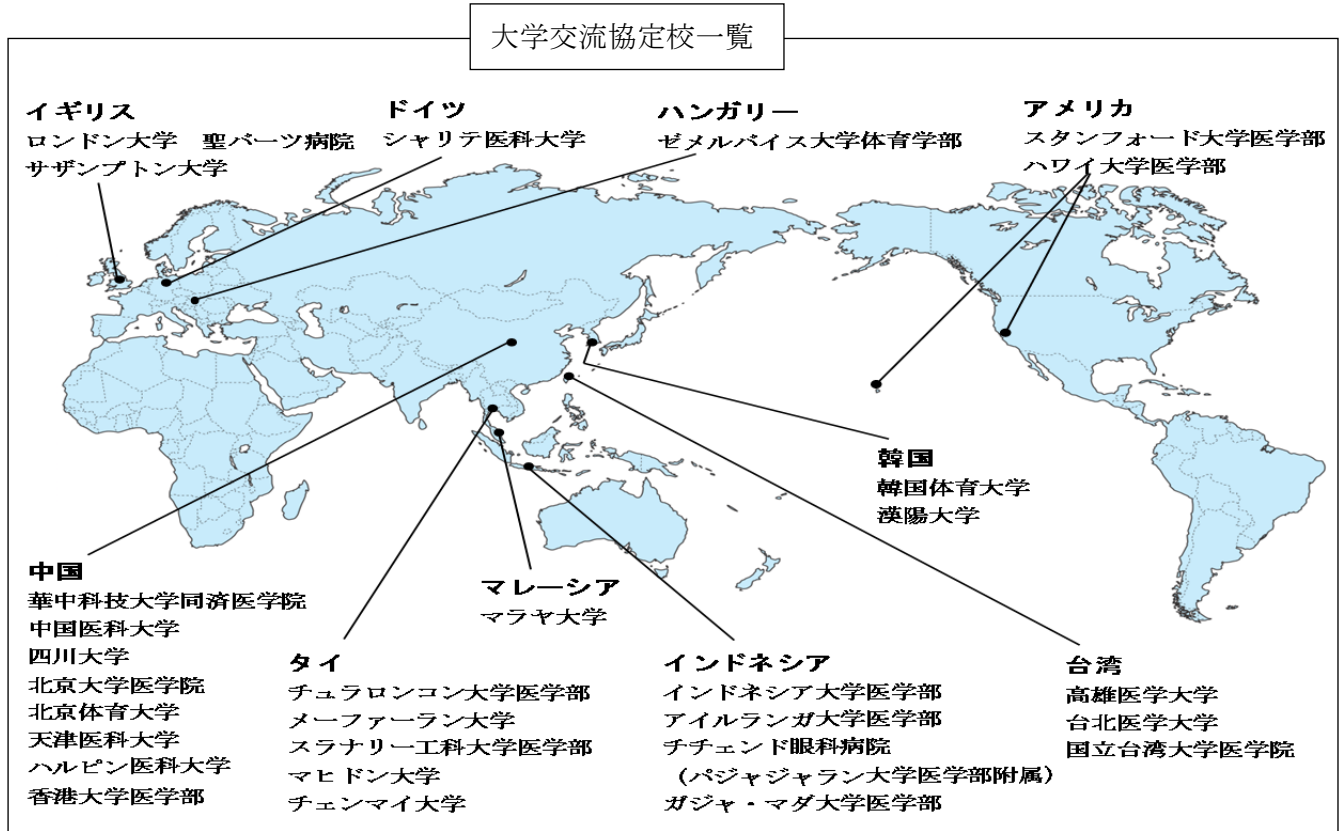 大学交流協定校一覧
イギリス
ロンドン大学　聖バーツ病院
サザンプトン大学
ドイツ
シャリテ医科大学
ハンガリー
ゼメルバイス大学体育学部
アメリカ
スタンフォード大学医学部
ハワイ大学医学部
韓国
韓国体育大学
漢陽大学
中国
華中科技大学同済医学院
中国医科大学
四川大学
北京大学医学院
北京体育大学
天津医科大学
ハルピン医科大学
香港大学医学部
マレーシア
マラヤ大学
タイ
チュラロンコン大学医学部
メーファーラン大学
スラナリー工科大学医学部
マヒドン大学
チェンマイ大学
インドネシア
インドネシア大学医学部
アイルランガ大学医学部
チチェンド眼科病院
（パジャジャラン大学医学部附属）
ガジャ・マダ大学医学部
台湾
高雄医学大学
台北医学大学
国立台湾大学医学院